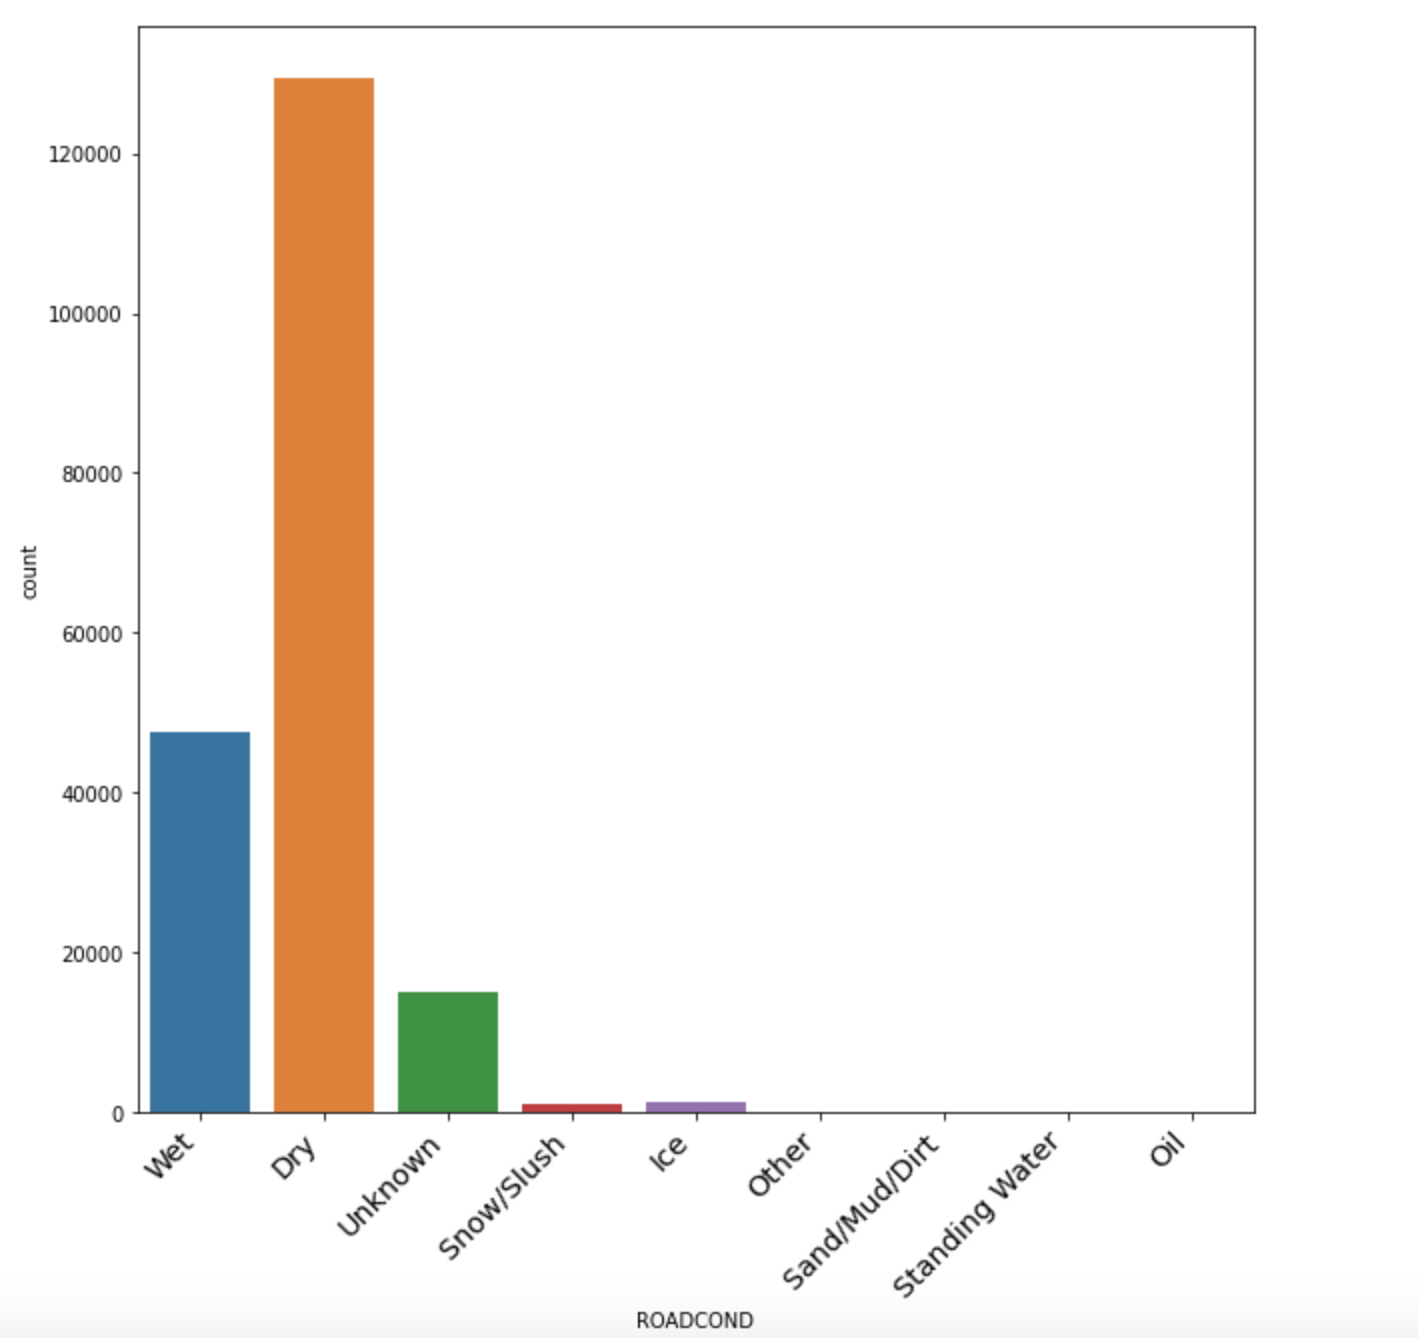 120000
100000
80000
60000
40000
20000
0
count
Wet
Dry
Unknown
Snow/Slush
Ice
Other
Sand/Mud/Dirt
Standing Water
Oil
ROADCOND